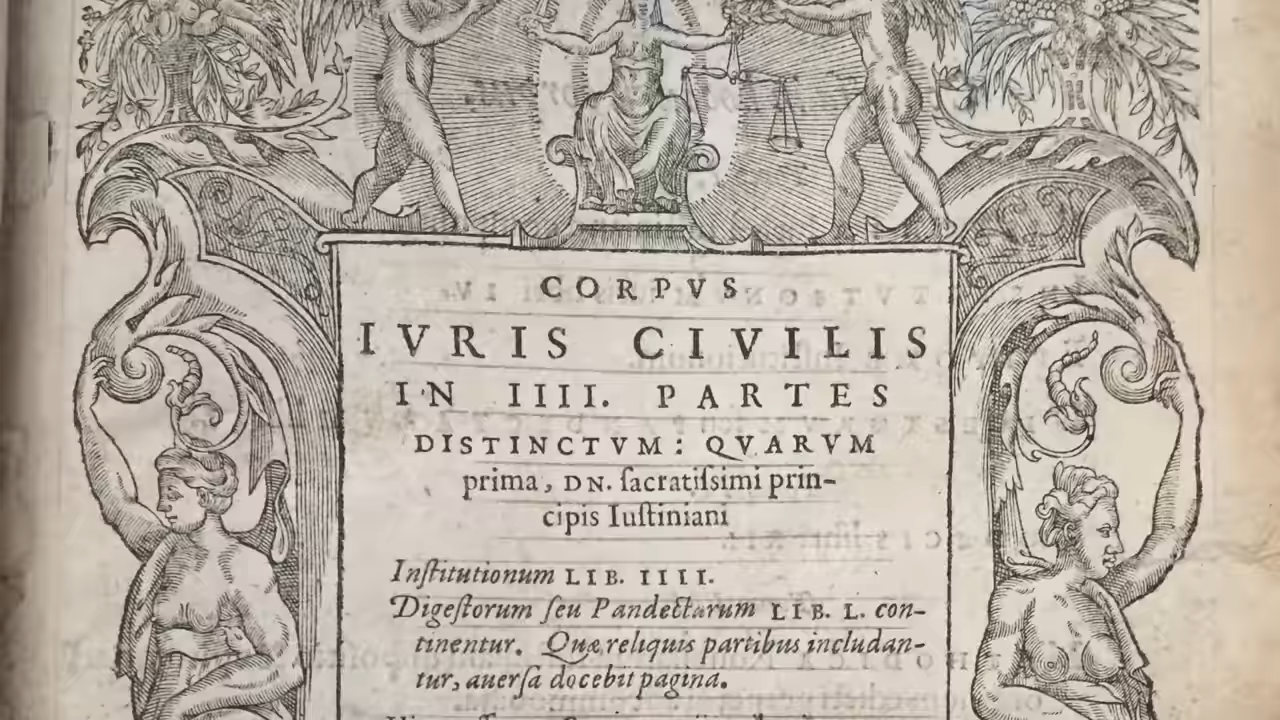 CORPVS
IVRIS CIVILIS
IN IIII. PARTES
DISTINCTVM: QVARVM
prima, DN. ſacratiſsimi prin-
cipis Iuſtiniani
Inſtitutionum LIB. IIII.
Digeſtorum ſeu Pandectarum LIB. L. con-
tinentur. Quæ reliquis partibus includan-
tur, auerſa docebit pagina.